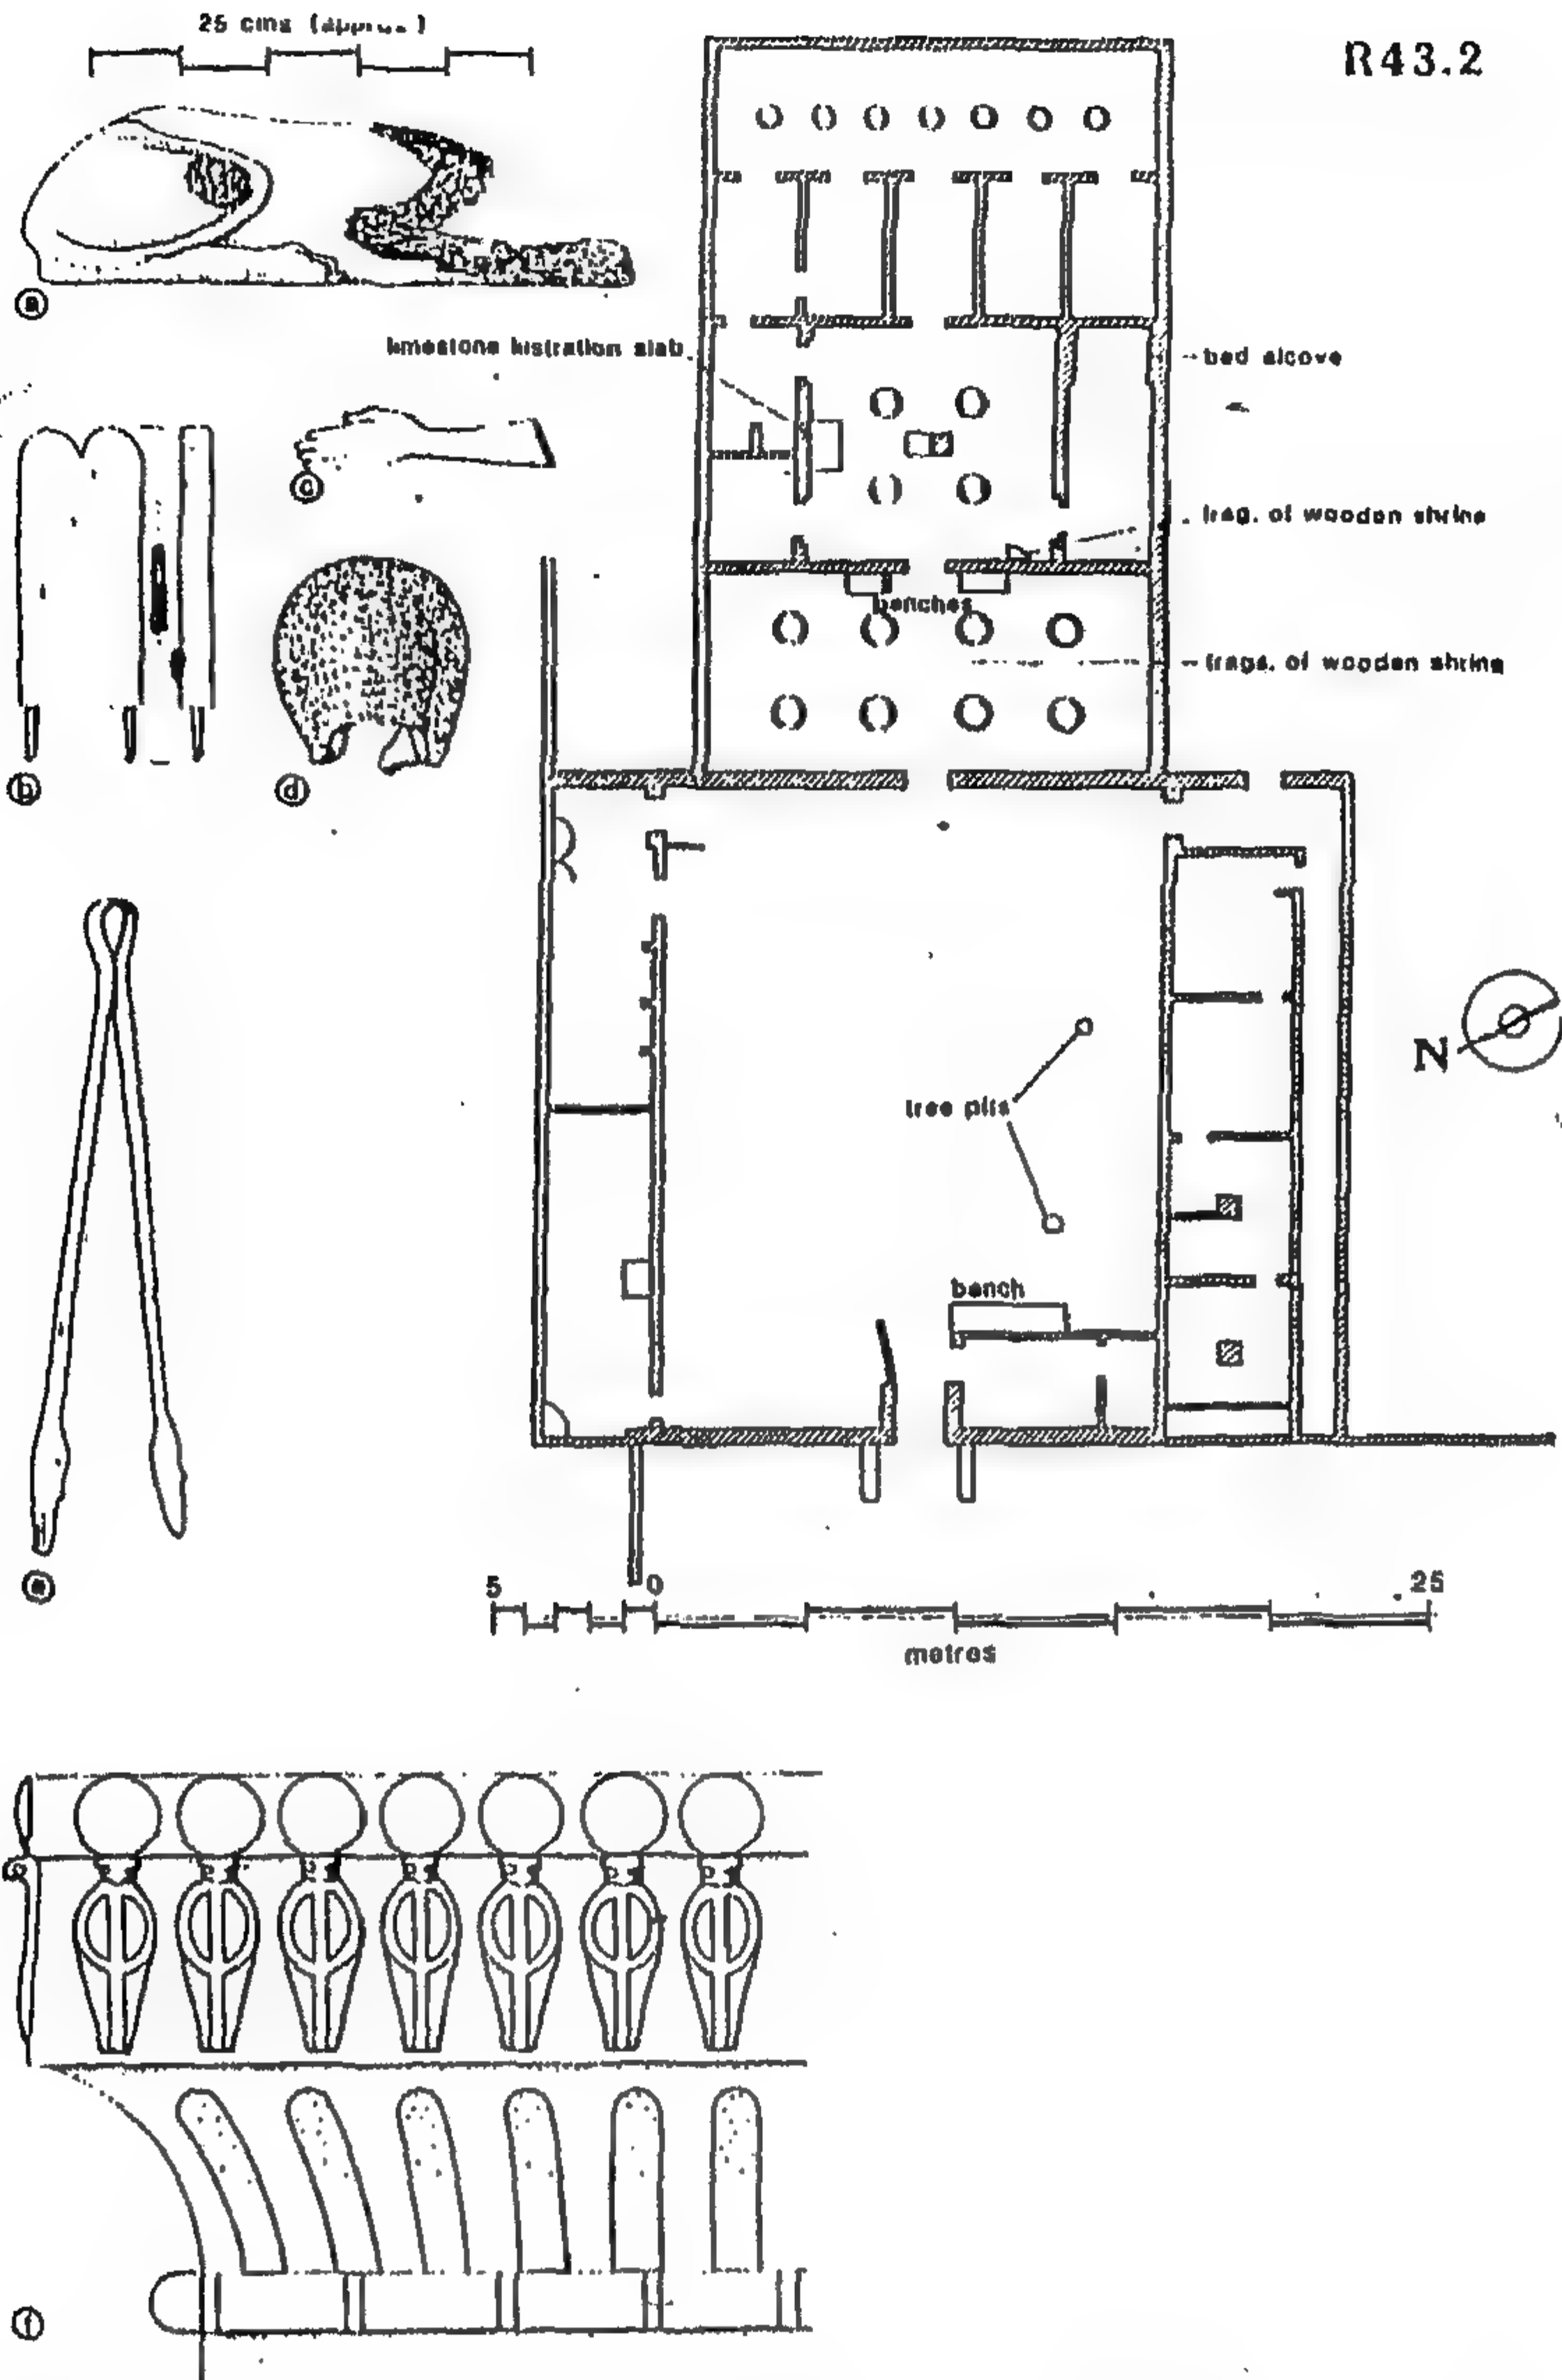 25 cms (approx.)
R43.2
a
limestone lustration slab
bed alcove
c
frag. of wooden shrine
benches
frags. of wooden shrine
b
d
N
tree pits
bench
e
5 0 25
metres
f